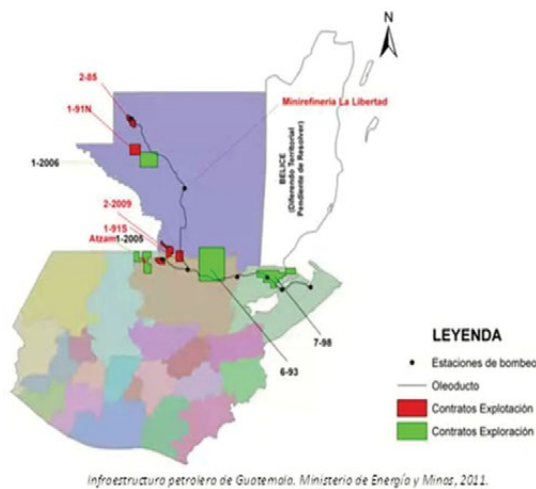 N
2-85
1-91N
Minirefinería La Libertad
1-2006
BELICE
(Diferendo Territorial
Pendiente de Resolver)
2-2009
1-91S
Atzam
1-2005
7-98
6-93
LEYENDA
Estaciones de bombeo
Oleoducto
Contratos Explotación
Contratos Exploración
Infraestructura petrolera de Guatemala. Ministerio de Energía y Minas, 2011.